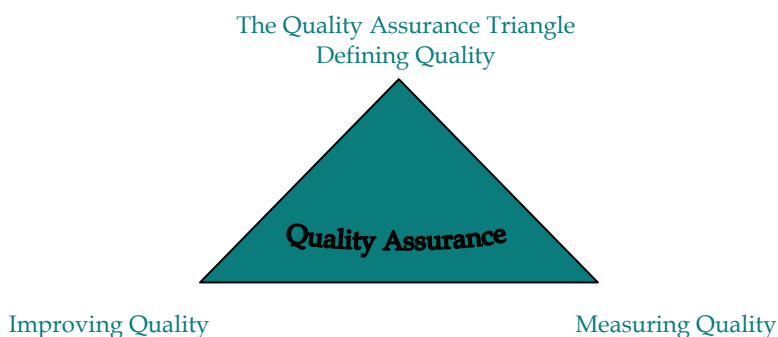 The Quality Assurance Triangle
Defining Quality
Quality Assurance
Improving Quality
Measuring Quality